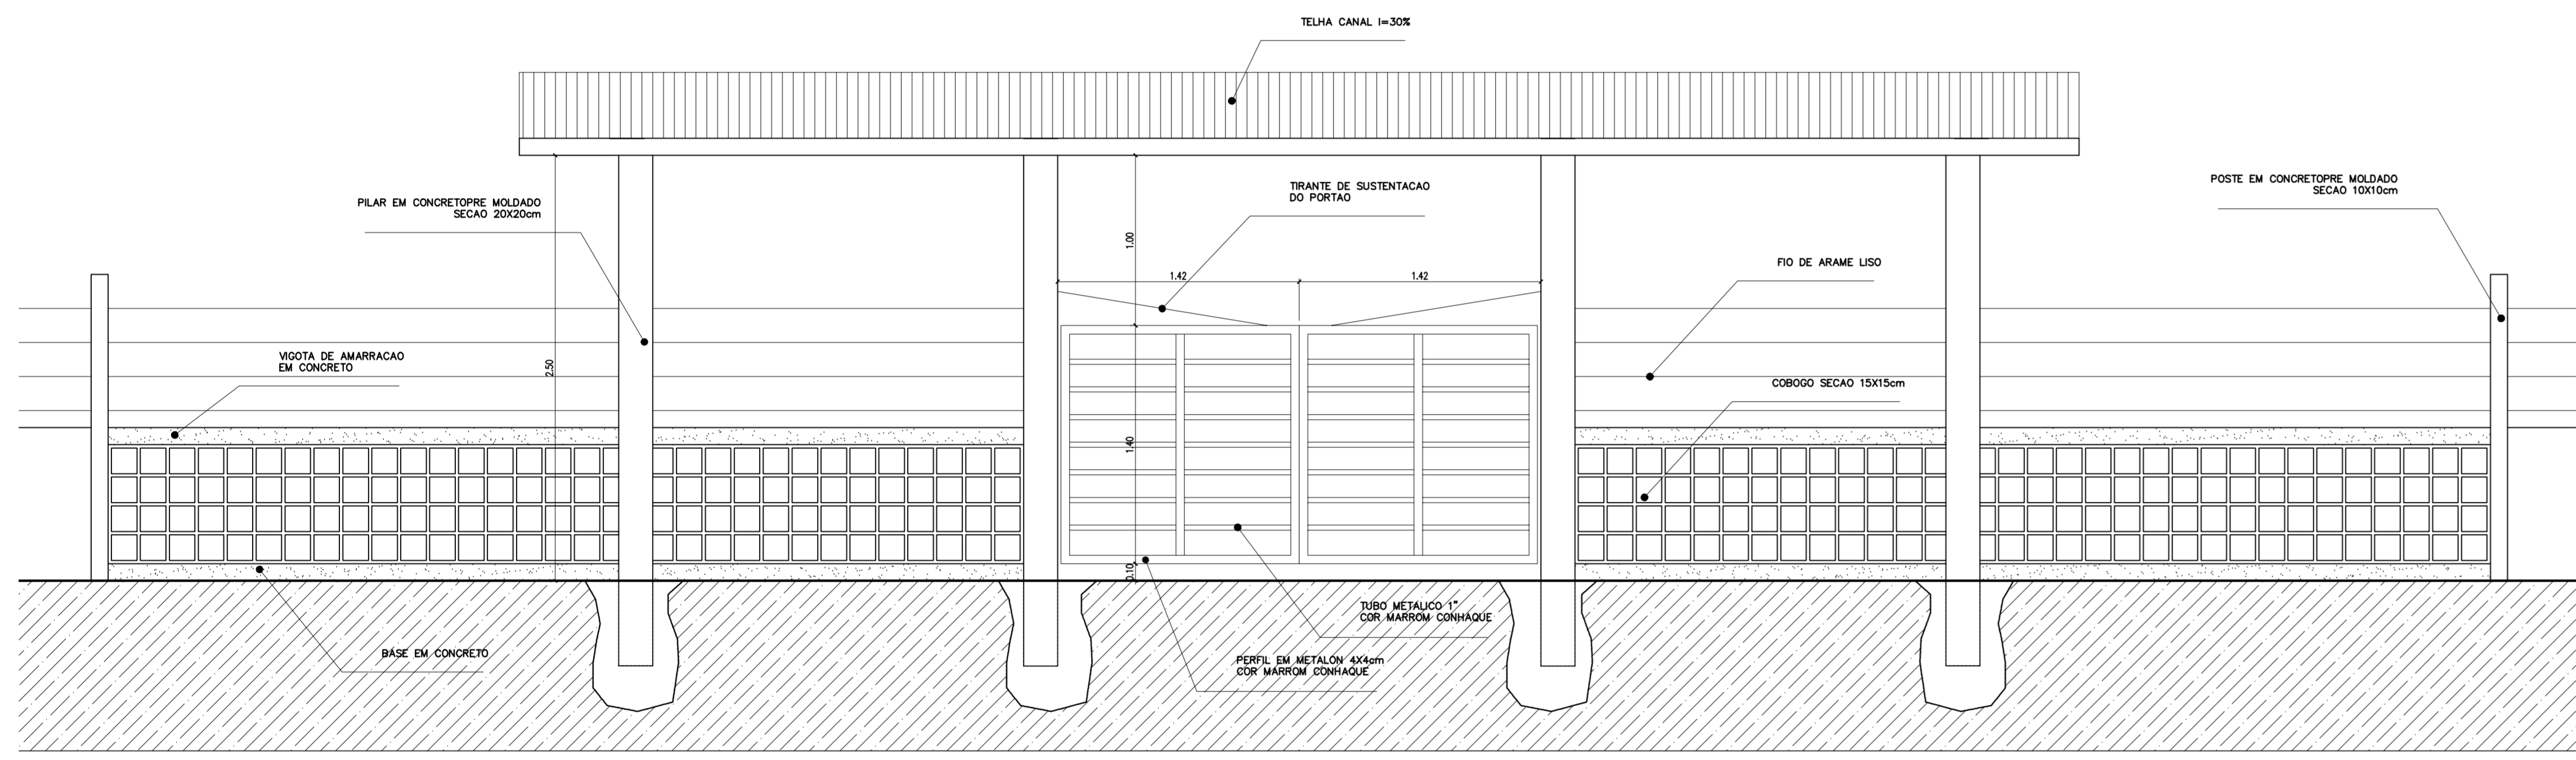 TELHA CANAL I=30%
PILAR EM CONCRETOPRE MOLDADO
SECAO 20X20cm
TIRANTE DE SUSTENTACAO
DO PORTAO
POSTE EM CONCRETOPRE MOLDADO
SECAO 10X10cm
1.00
FIO DE ARAME LISO
1.42
1.42
VIGOTA DE AMARRACAO
EM CONCRETO
2.50
COBOGO SECAO 15X15cm
1.40
0.10
TUBO METALICO 1"
COR MARROM CONHAQUE
BASE EM CONCRETO
PERFIL EM METALON 4X4cm
COR MARROM CONHAQUE